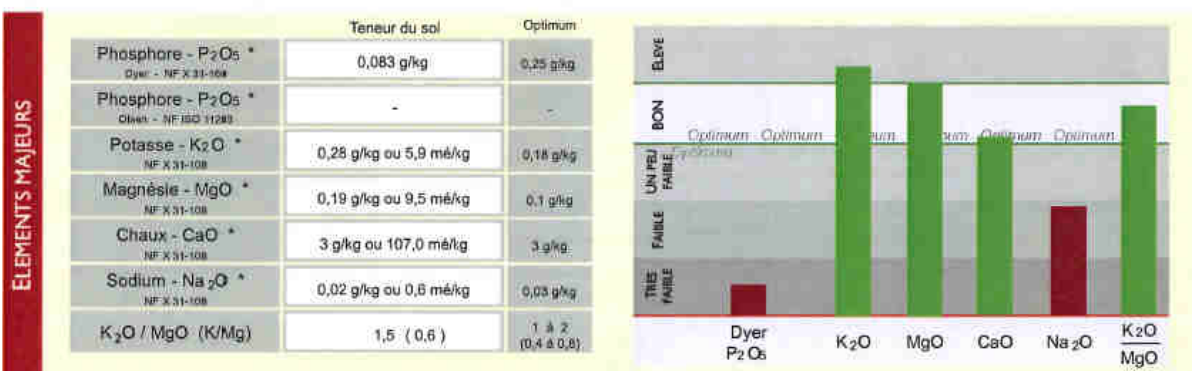 ELEMENTS MAJEURS
Teneur du sol
Optimum
Phosphore - P2O5 *
Dyer - NF X 31-160
0,083 g/kg
0,25 g/kg
Phosphore - P2O5 *
Olsen - NF ISO 11263
-
-
Potasse - K2O *
NF X 31-108
0,28 g/kg ou 5,9 mé/kg
0,18 g/kg
Magnésie - MgO *
NF X 31-108
0,19 g/kg ou 9,5 mé/kg
0,1 g/kg
Chaux - CaO *
NF X 31-108
3 g/kg ou 107,0 mé/kg
3 g/kg
Sodium - Na2O *
NF X 31-108
0,02 g/kg ou 0,6 mé/kg
0,03 g/kg
K2O / MgO (K/Mg)
1,5 ( 0,6 )
1 à 2
(0,4 à 0,8)
ELEVE
BON
UN PEU
FAIBLE
FAIBLE
TRES
FAIBLE
Optimum Optimum Optimum Optimum
Optimum
Dyer
P2O5
K2O
MgO
CaO
Na2O
K2O
MgO